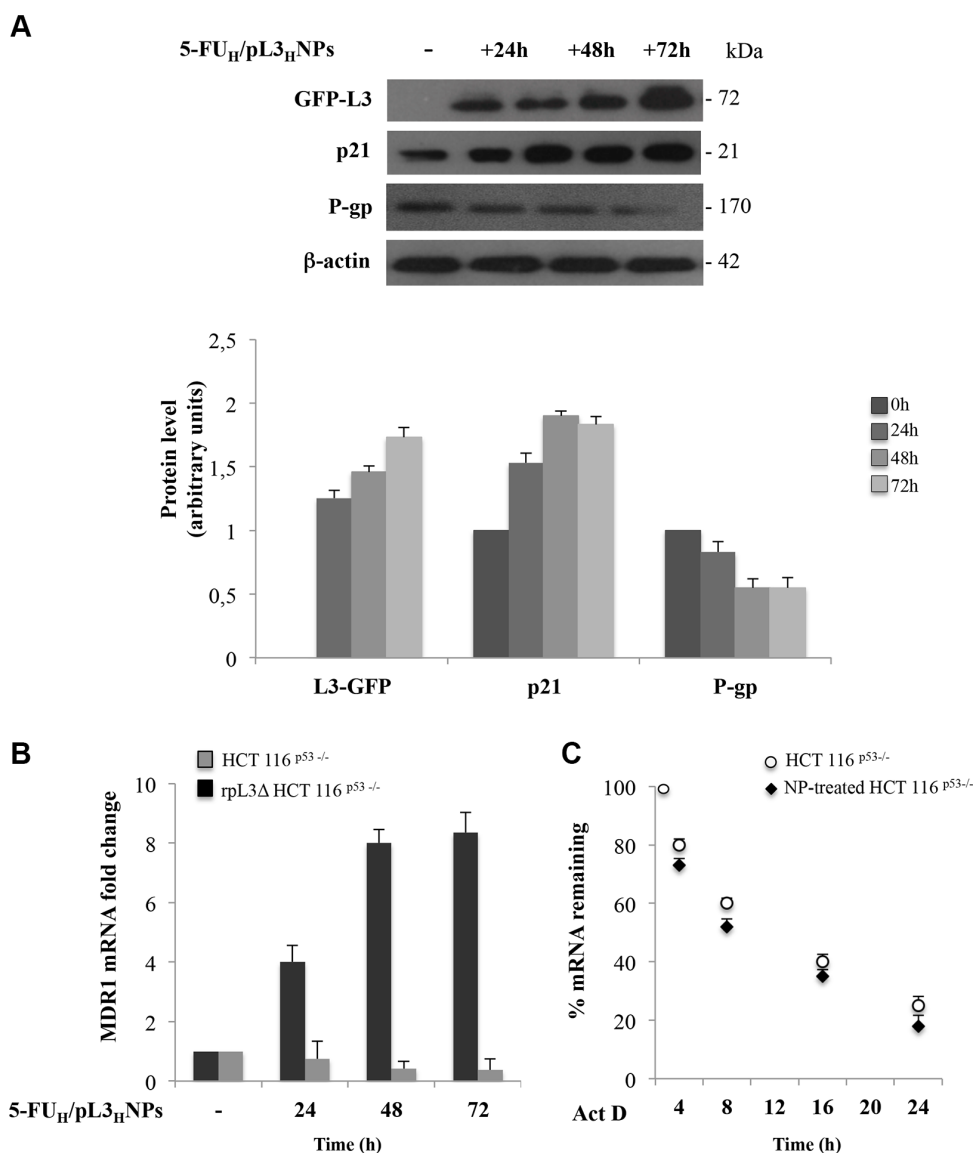 A
5-FUH/pL3HNPs - +24h +48h +72h kDa
GFP-L3 - 72
p21 - 21
P-gp - 170
β-actin - 42
2,5
2
1,5
1
0,5
0
Protein level
(arbitrary units)
0h
24h
48h
72h
L3-GFP p21 P-gp
B
HCT 116 p53 -/-
rpL3Δ HCT 116 p53 -/-
10
8
6
4
2
0
MDR1 mRNA fold change
5-FUH/pL3HNPs - 24 48 72
Time (h)
C
HCT 116 p53-/-
NP-treated HCT 116 p53-/-
100
80
60
40
20
0
% mRNA remaining
Act D 4 8 12 16 20 24
Time (h)